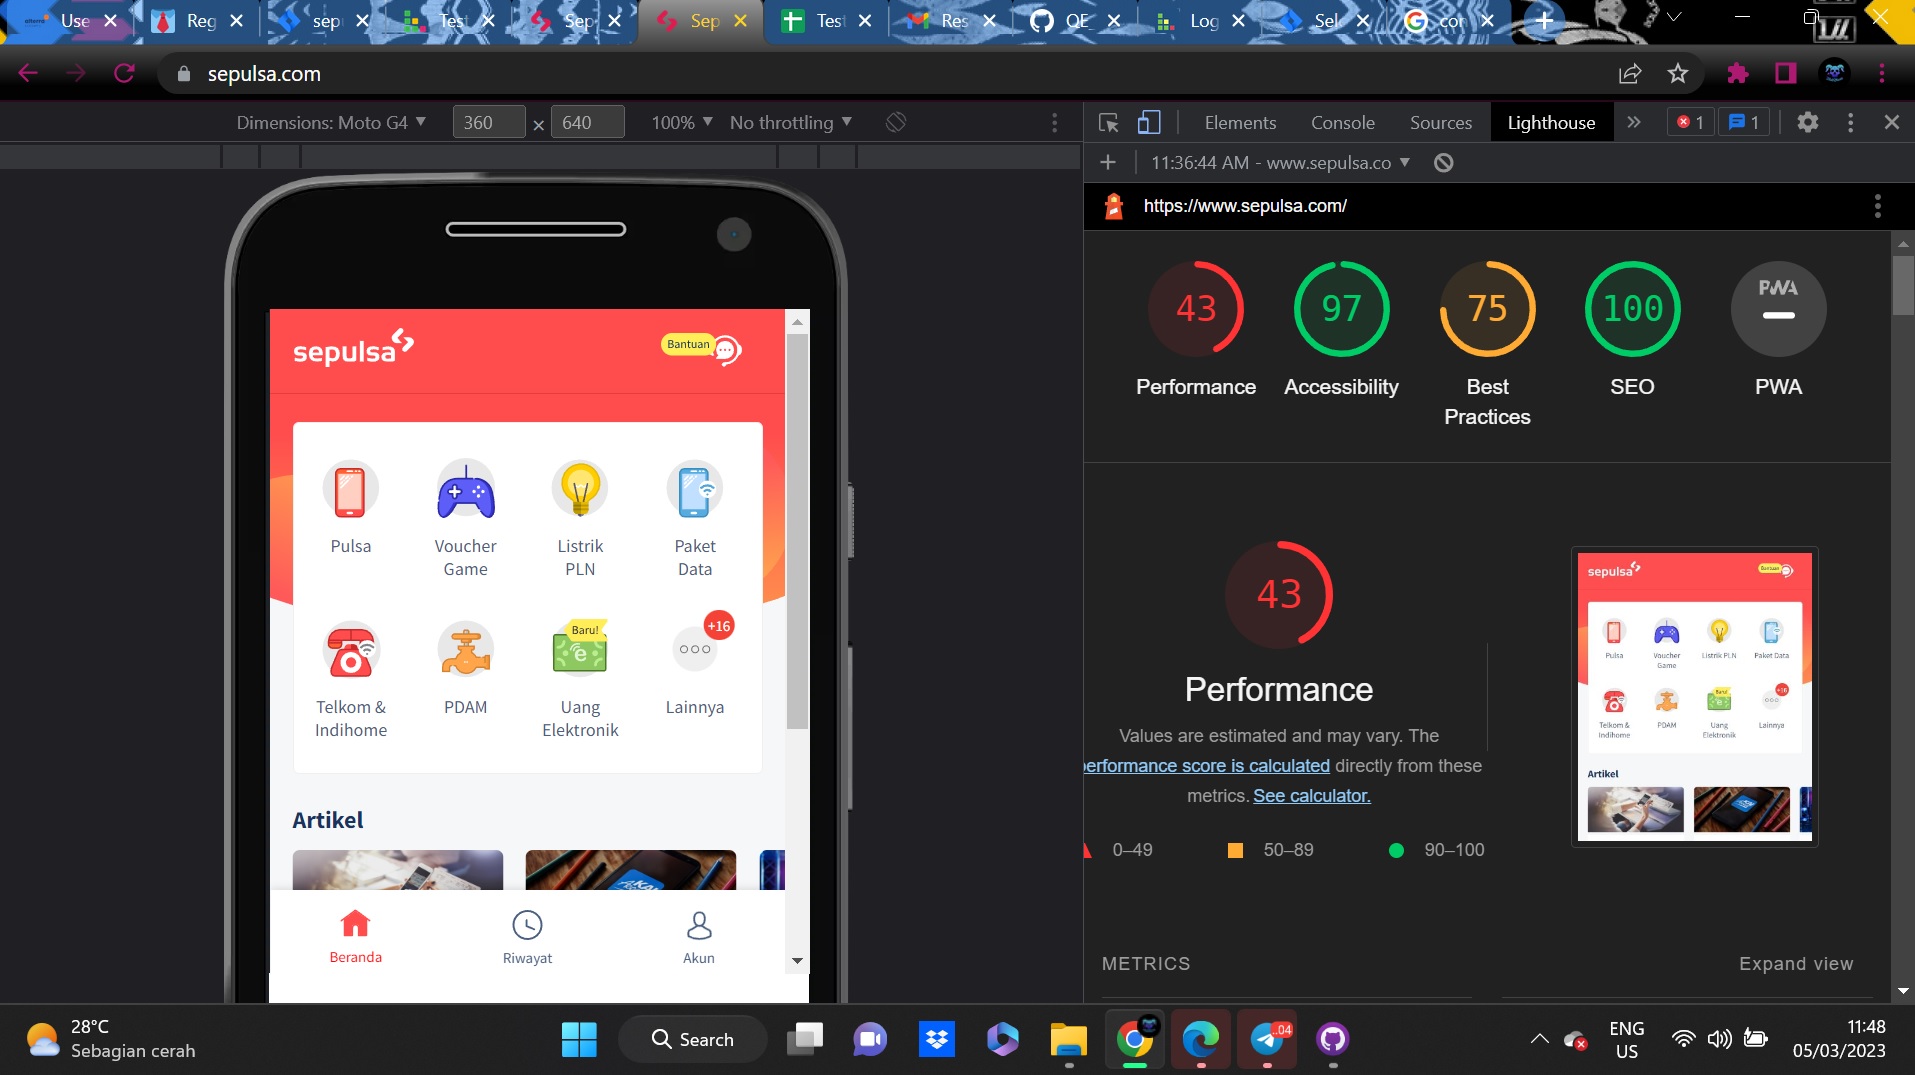 Use
Reg
sep
Test
Sep
Sep
Test
Res
QE
Log
Sel
con
sepulsa.com
Dimensions: Moto G4
360 × 640
100%
No throttling
Elements
Console
Sources
Lighthouse
1
1
11:36:44 AM - www.sepulsa.co
https://www.sepulsa.com/
43
97
75
100
PWA
Performance
Accessibility
Best
Practices
SEO
PWA
sepulsa
Bantuan
Pulsa
Voucher
Game
Listrik
PLN
Paket
Data
Baru!
+16
Telkom &
Indihome
PDAM
Uang
Elektronik
Lainnya
Artikel
Beranda
Riwayat
Akun
43
Performance
Values are estimated and may vary. The
performance score is calculated directly from these
metrics. See calculator.
0–49
50–89
90–100
sepulsa
Bantuan
Pulsa
Voucher
Game
Listrik PLN
Paket Data
Baru!
+16
Telkom &
Indihome
PDAM
Uang
Elektronik
Lainnya
Artikel
METRICS
Expand view
28°C
Sebagian cerah
Search
..04
ENG
US
11:48
05/03/2023